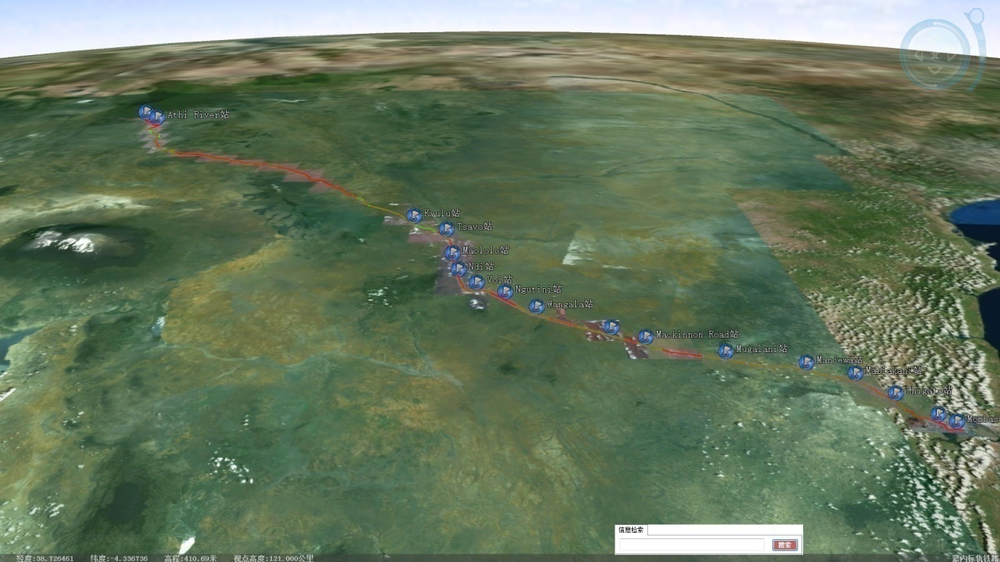 北
Athi River站
Kyulu站
Tsavo站
Maololo站
Ndi站
Voi站
Ngutini站
Wangala站
Mackinnon Road站
Mugalani站
Manjewa站
Mariakani站
Chigato站
Mombas
信息检索
搜索
经度:38.726461 纬度:-4.336736 高程:410.69米 视点高度:121.000公里
蒙内标轨铁路